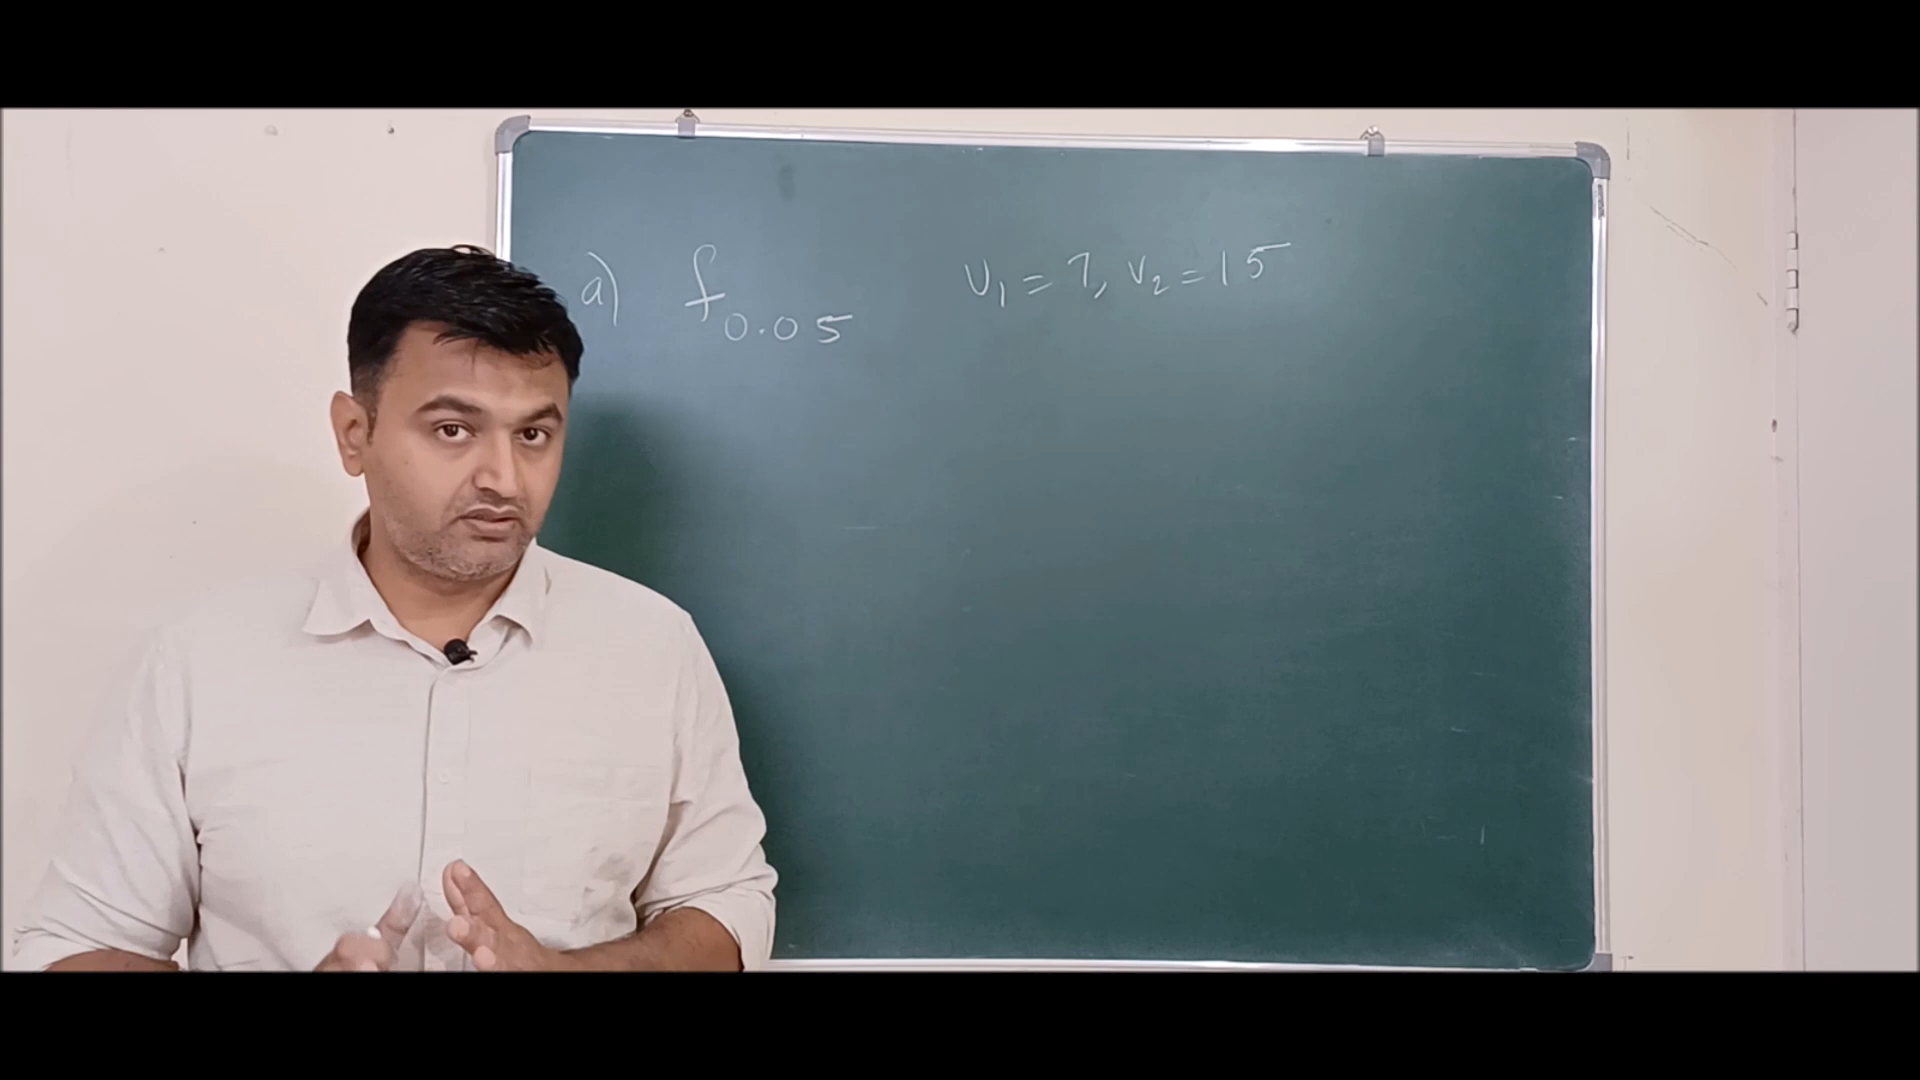 a) f0.05 v1 = 7, v2 = 15